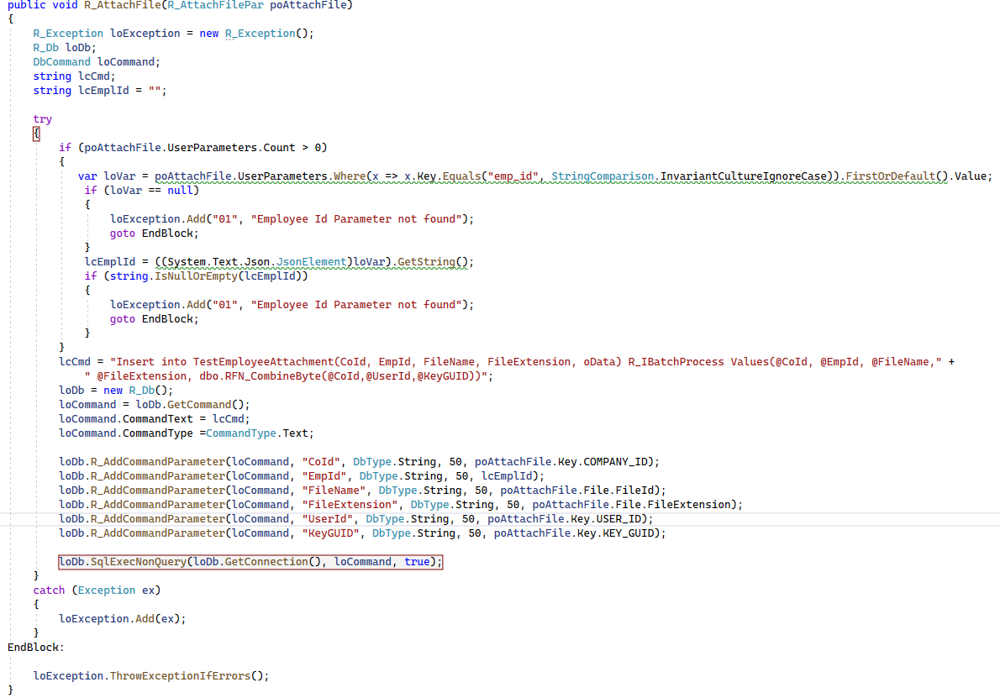 public void R_AttachFile(R_AttachFilePar poAttachFile)
{
    R_Exception loException = new R_Exception();
    R_Db loDb;
    DbCommand loCommand;
    string lcCmd;
    string lcEmplId = "";

    try
    {
        if (poAttachFile.UserParameters.Count > 0)
        {
           var loVar = poAttachFile.UserParameters.Where(x => x.Key.Equals("emp_id", StringComparison.InvariantCultureIgnoreCase)).FirstOrDefault().Value;
            if (loVar == null)
            {
                loException.Add("01", "Employee Id Parameter not found");
                goto EndBlock;
            }
            lcEmplId = ((System.Text.Json.JsonElement)loVar).GetString();
            if (string.IsNullOrEmpty(lcEmplId))
            {
                loException.Add("01", "Employee Id Parameter not found");
                goto EndBlock;
            }
        }
        lcCmd = "Insert into TestEmployeeAttachment(CoId, EmpId, FileName, FileExtension, oData) R_IBatchProcess Values(@CoId, @EmpId, @FileName," +
            " @FileExtension, dbo.RFN_CombineByte(@CoId,@UserId,@KeyGUID))";
        loDb = new R_Db();
        loCommand = loDb.GetCommand();
        loCommand.CommandText = lcCmd;
        loCommand.CommandType =CommandType.Text;

        loDb.R_AddCommandParameter(loCommand, "CoId", DbType.String, 50, poAttachFile.Key.COMPANY_ID);
        loDb.R_AddCommandParameter(loCommand, "EmpId", DbType.String, 50, lcEmplId);
        loDb.R_AddCommandParameter(loCommand, "FileName", DbType.String, 50, poAttachFile.File.FileId);
        loDb.R_AddCommandParameter(loCommand, "FileExtension", DbType.String, 50, poAttachFile.File.FileExtension);
        loDb.R_AddCommandParameter(loCommand, "UserId", DbType.String, 50, poAttachFile.Key.USER_ID);
        loDb.R_AddCommandParameter(loCommand, "KeyGUID", DbType.String, 50, poAttachFile.Key.KEY_GUID);

        loDb.SqlExecNonQuery(loDb.GetConnection(), loCommand, true);
    }
    catch (Exception ex)
    {
        loException.Add(ex);
    }
EndBlock:

    loException.ThrowExceptionIfErrors();
}